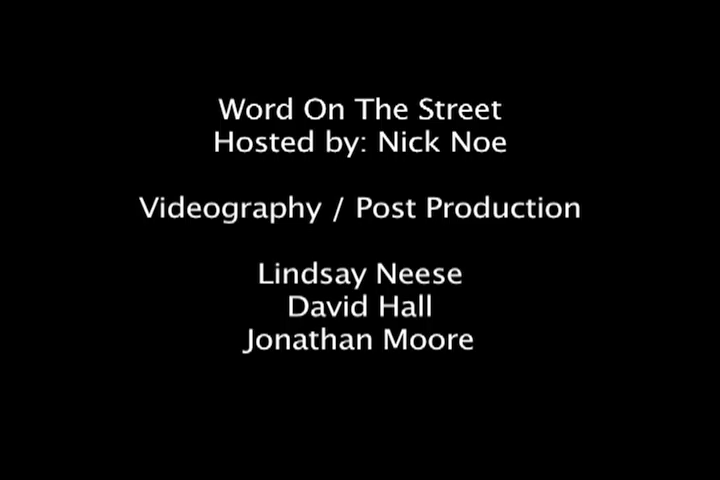 Word On The Street
Hosted by: Nick Noe
Videography / Post Production
Lindsay Neese
David Hall
Jonathan Moore